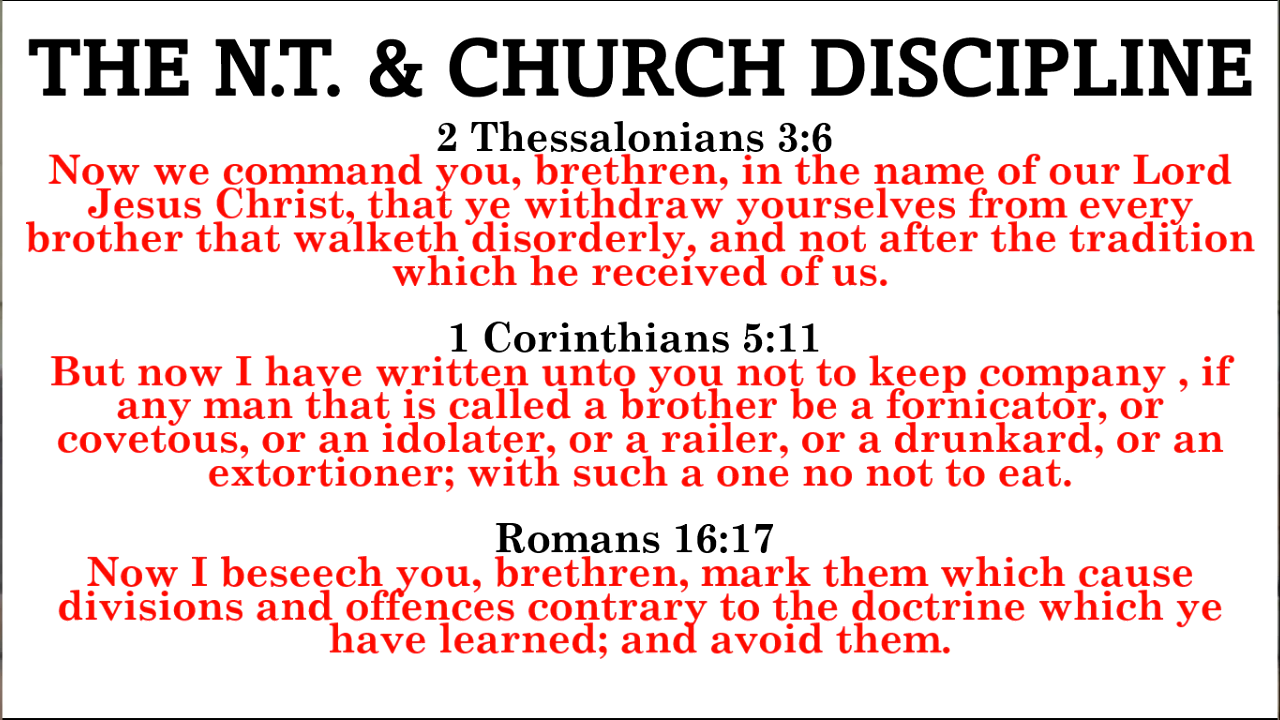 THE N.T. & CHURCH DISCIPLINE
2 Thessalonians 3:6
Now we command you, brethren, in the name of our Lord
Jesus Christ, that ye withdraw yourselves from every
brother that walketh disorderly, and not after the tradition
which he received of us.
1 Corinthians 5:11
But now I have written unto you not to keep company , if
any man that is called a brother be a fornicator, or
covetous, or an idolater, or a railer, or a drunkard, or an
extortioner; with such a one no not to eat.
Romans 16:17
Now I beseech you, brethren, mark them which cause
divisions and offences contrary to the doctrine which ye
have learned; and avoid them.